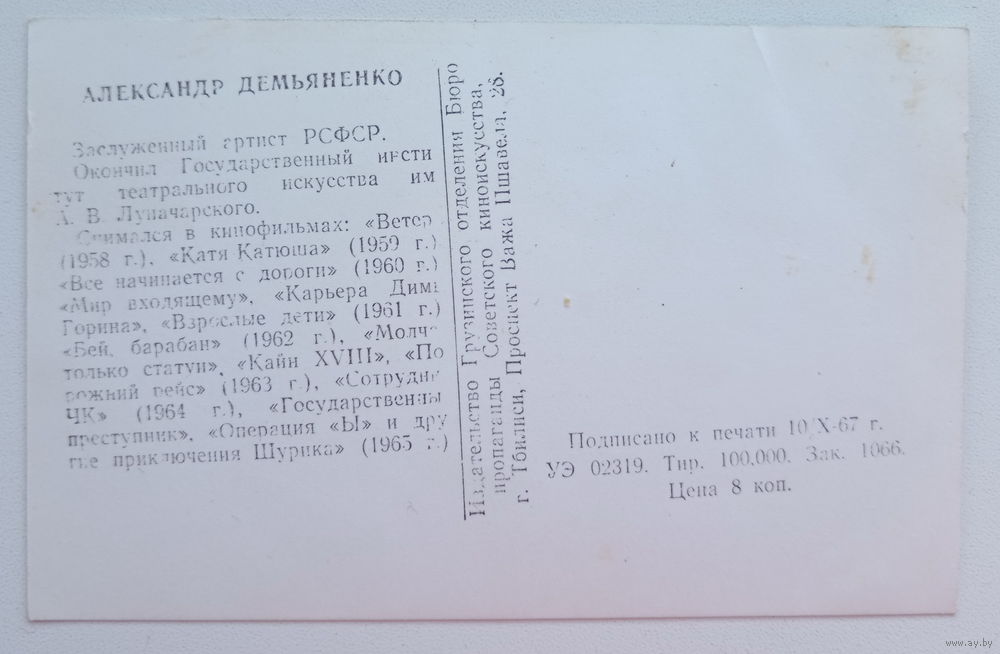 АЛЕКСАНДР ДЕМЬЯНЕНКО
Заслуженный артист РСФСР.
Окончил Государственный инсти
тут театрального искусства им
А. В. Луначарского.
Снимался в кинофильмах: «Ветер
(1958 г.), «Катя Катюша» (1959 г.)
«Все начинается с дороги» (1960 г.)
«Мир входящему», «Карьера Димы
Горина», «Взрослые дети» (1961 г.)
«Бей, барабан» (1962 г.), «Молчат
только статуи», «Каин XVIII», «По
рожний рейс» (1963 г.), «Сотрудник
ЧК» (1964 г.), «Государственный
преступник», «Операция «Ы» и дру
гие приключения Шурика» (1965 г.)
Издательство Грузинского отделения Бюро
пропаганды Советского киноискусства,
г. Тбилиси, Проспект Важа Пшавела, 26.
Подписано к печати 10/X-67 г.
УЭ 02319. Тир. 100.000. Зак. 1066.
Цена 8 коп.
www.ay.by